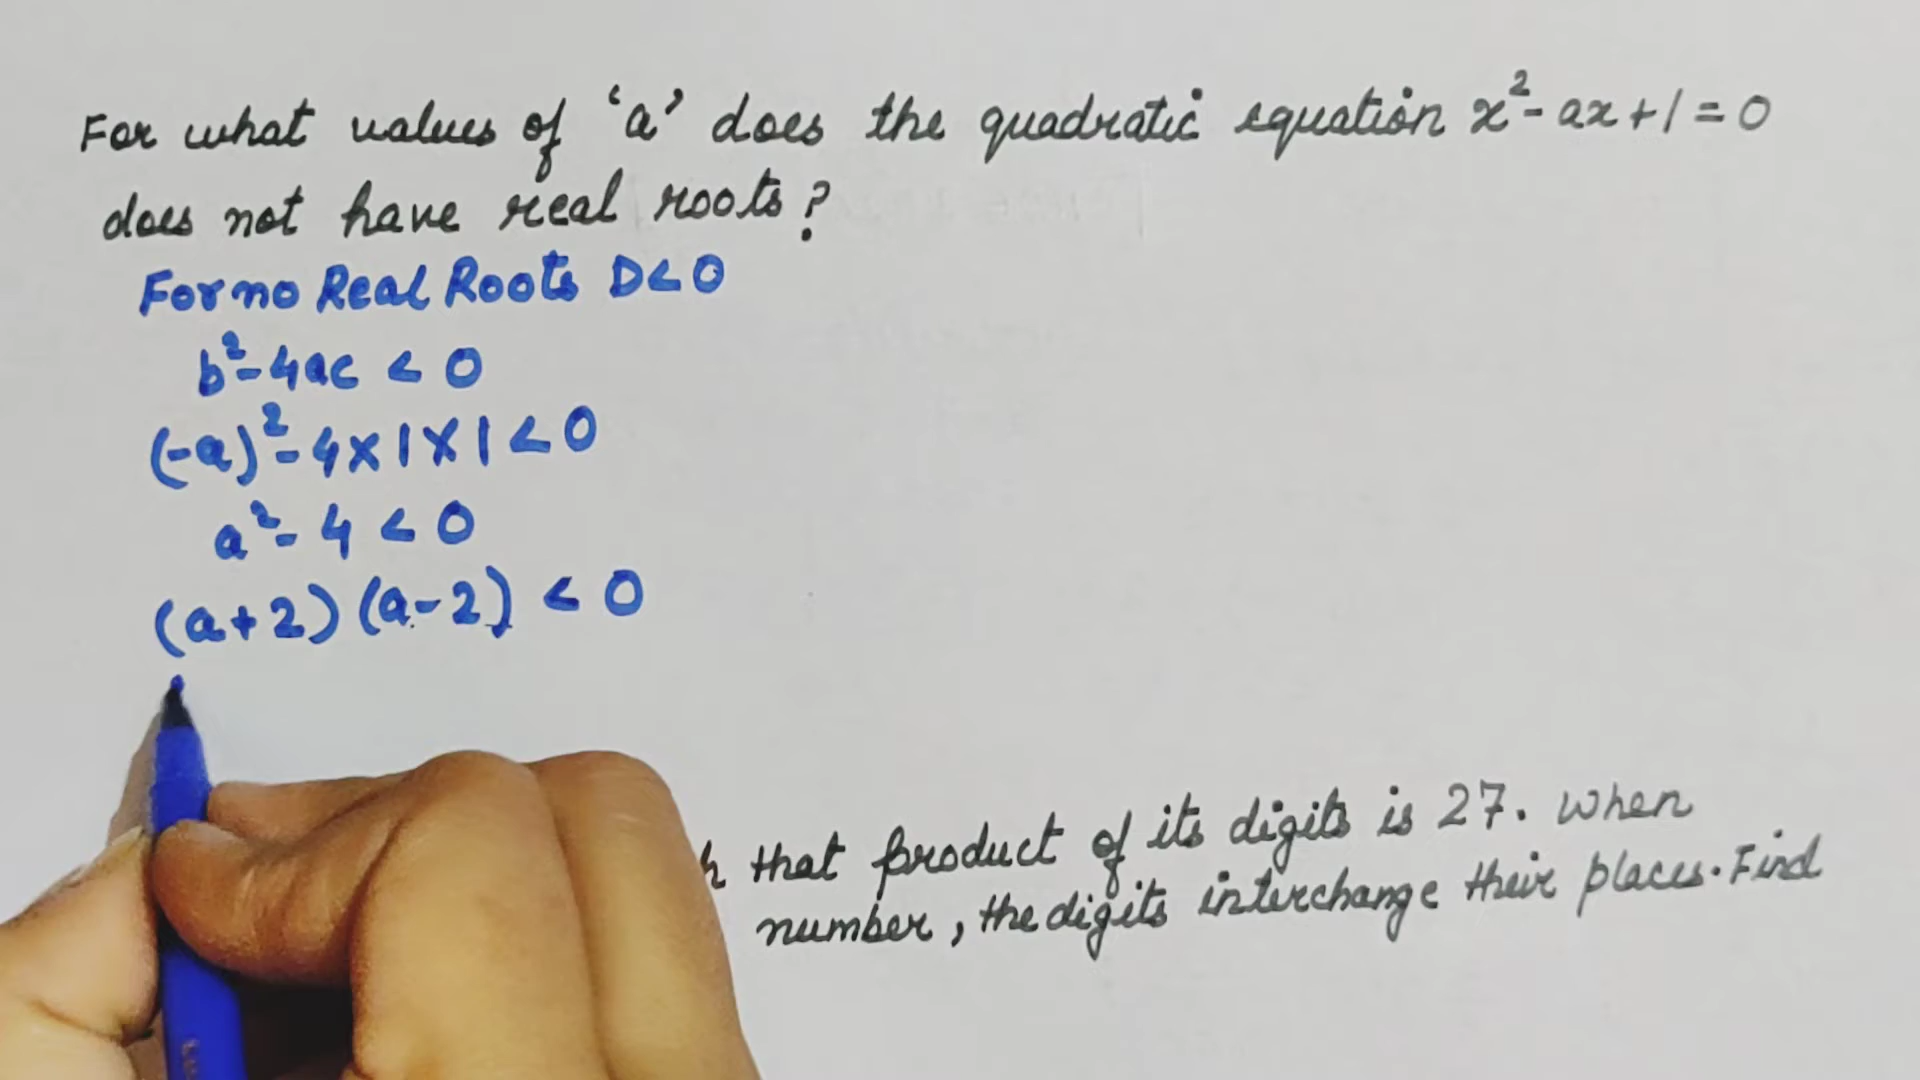 For what values of 'a' does the quadratic equation x² - ax + 1 = 0
does not have real roots?
For no Real Roots D < 0
b² - 4ac < 0
(-a)² - 4 × 1 × 1 < 0
a² - 4 < 0
(a+2) (a-2) < 0
that product of its digits is 27. When
number, the digits interchange their places. Find